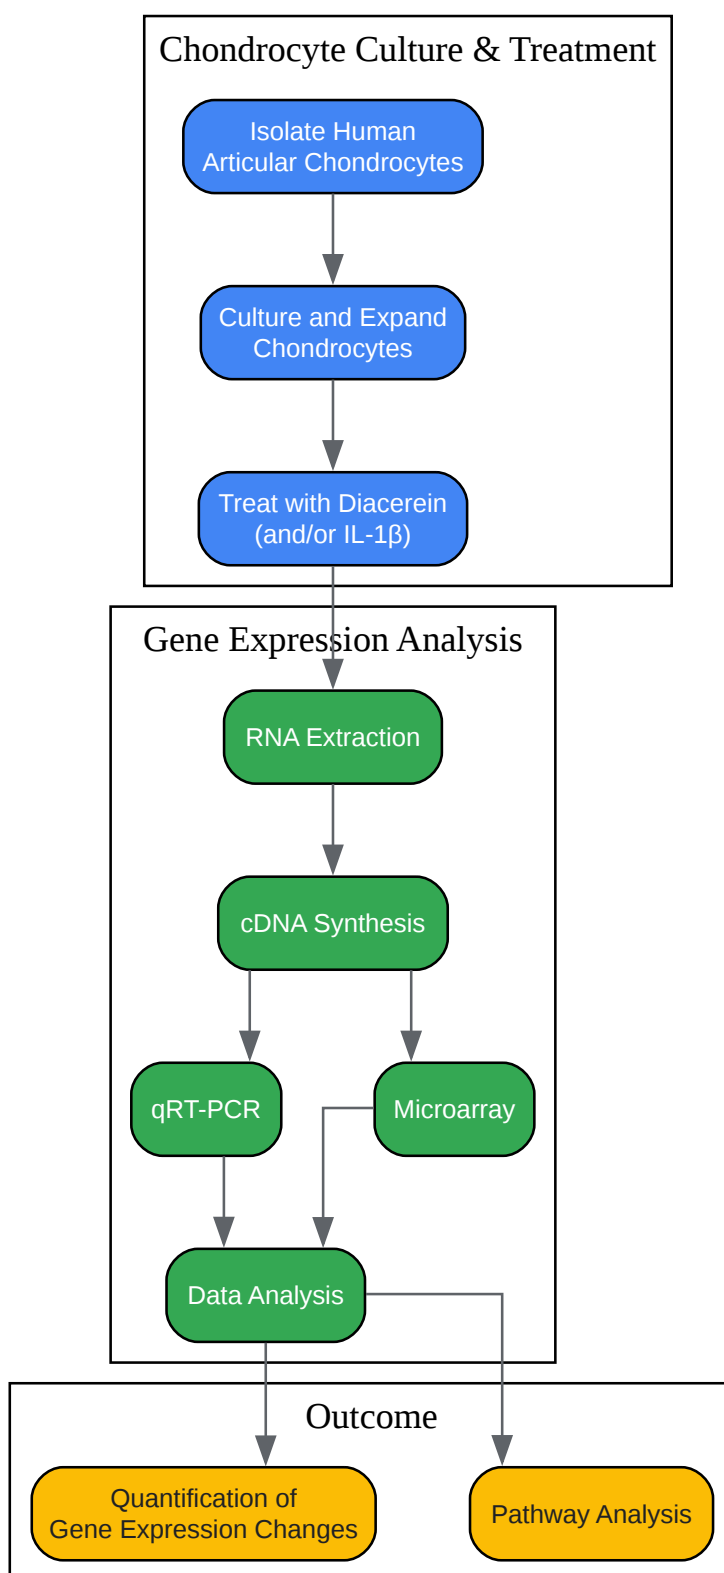 Chondrocyte Culture & Treatment
Isolate Human
Articular Chondrocytes
Culture and Expand
Chondrocytes
Treat with Diacerein
(and/or IL-1β)
Gene Expression Analysis
RNA Extraction
cDNA Synthesis
qRT-PCR
Microarray
Data Analysis
Outcome
Quantification of
Gene Expression Changes
Pathway Analysis